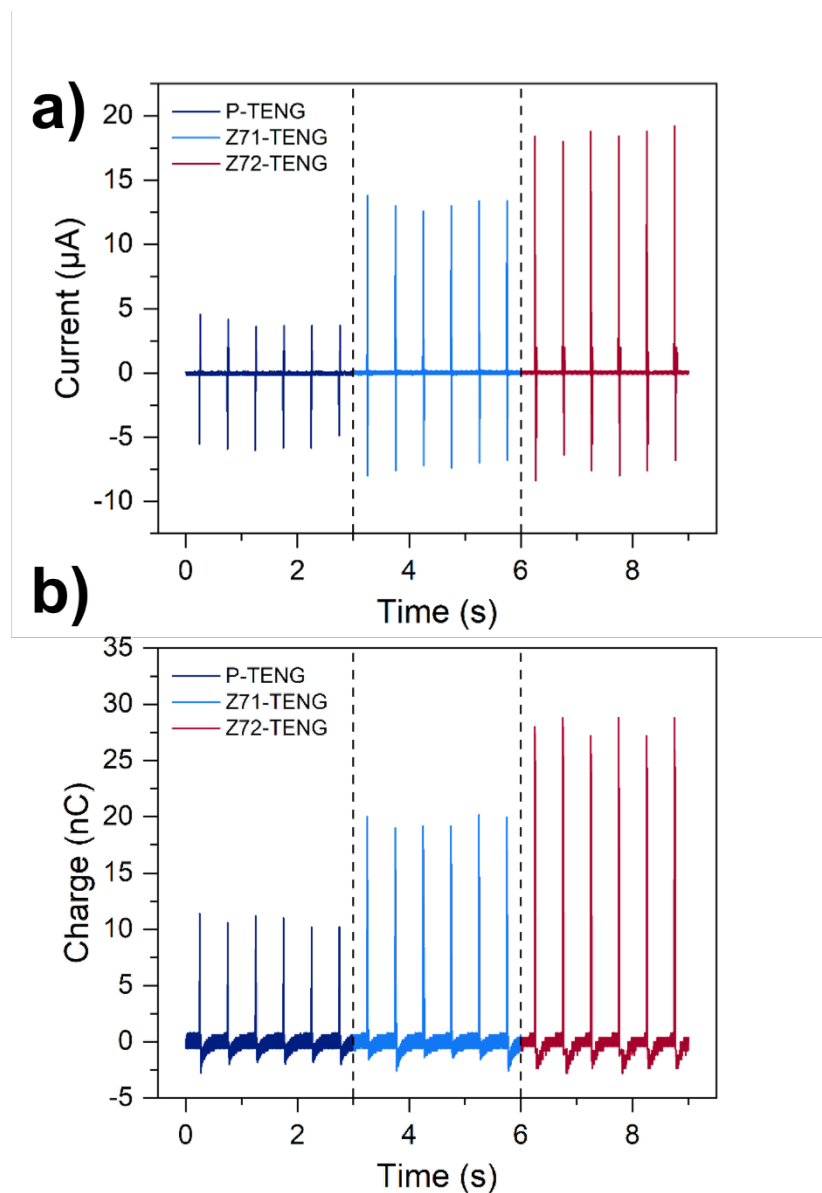 a)
20
15
10
5
0
-5
-10
Current (µA)
P-TENG
Z71-TENG
Z72-TENG
0 2 4 6 8
Time (s)
b)
35
30
25
20
15
10
5
0
-5
Charge (nC)
P-TENG
Z71-TENG
Z72-TENG
0 2 4 6 8
Time (s)